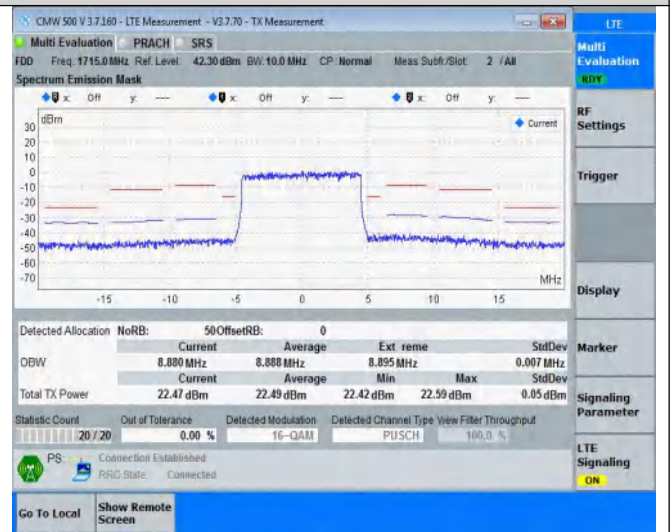 CMW 500 V 3.7.160 - LTE Measurement - V3.7.70 - TX Measurement
LTE
Multi Evaluation PRACH SRS
Multi Evaluation
RDY
FDD Freq. 1715.0 MHz Ref. Level: 42.30 dBm BW: 10.0 MHz CP: Normal Meas Subfr./Slot: 2 / All
Spectrum Emission Mask
x: Off y: --- x: Off y: --- x: Off y: ---
dBm
Current
30
20
10
0
-10
-20
-30
-40
-50
-60
-70
MHz
-15 -10 -5 0 5 10 15
RF Settings
Trigger
Display
Detected Allocation NoRB: 50 OffsetRB: 0
Current Average Ext reme StdDev
OBW 8.880 MHz 8.888 MHz 8.895 MHz 0.007 MHz
Current Average Min Max StdDev
Total TX Power 22.47 dBm 22.49 dBm 22.42 dBm 22.59 dBm 0.05 dBm
Marker
Signaling Parameter
Statistic Count Out of Tolerance Detected Modulation Detected Channel Type View Filter Throughput
20 / 20 0.00 % 16-QAM PUSCH 100.0 %
PS: Connection Established
RRC State: Connected
LTE Signaling
ON
Go To Local Show Remote Screen